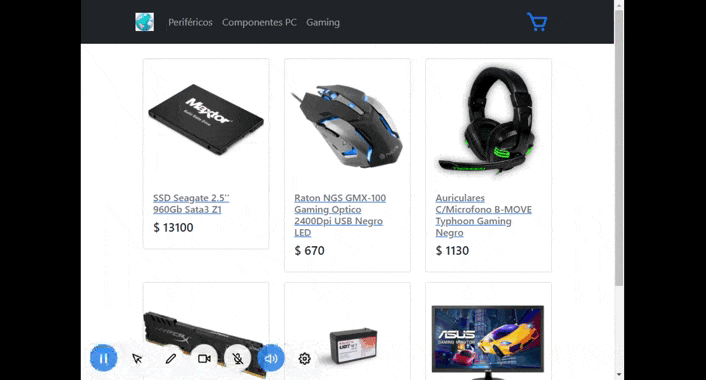 Periféricos Componentes PC Gaming
Maxtor
SSD Seagate 2.5''
960Gb Sata3 Z1
$ 13100
Raton NGS GMX-100
Gaming Optico
2400Dpi USB Negro
LED
$ 670
Auriculares
C/Microfono B-MOVE
Typhoon Gaming
Negro
$ 1130
ASUS